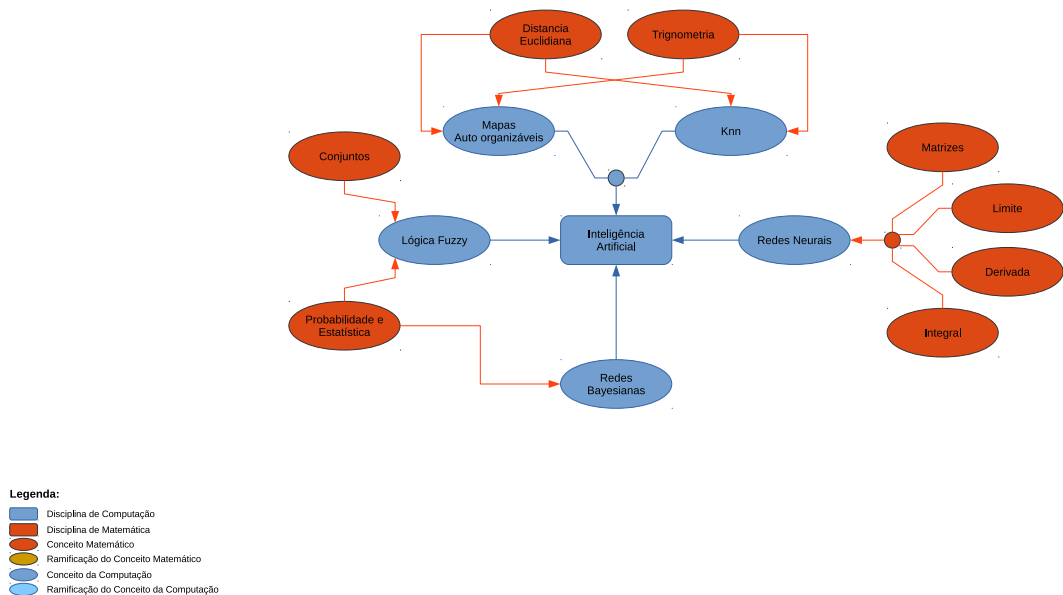 Distancia
Euclidiana
Trignometria
Mapas
Auto organizáveis
Knn
Conjuntos
Matrizes
Limite
Lógica Fuzzy
Inteligência
Artificial
Redes Neurais
Derivada
Probabilidade e
Estatística
Integral
Redes
Bayesianas
Legenda:
Disciplina de Computação
Disciplina de Matemática
Conceito Matemático
Ramificação do Conceito Matemático
Conceito da Computação
Ramificação do Conceito da Computação